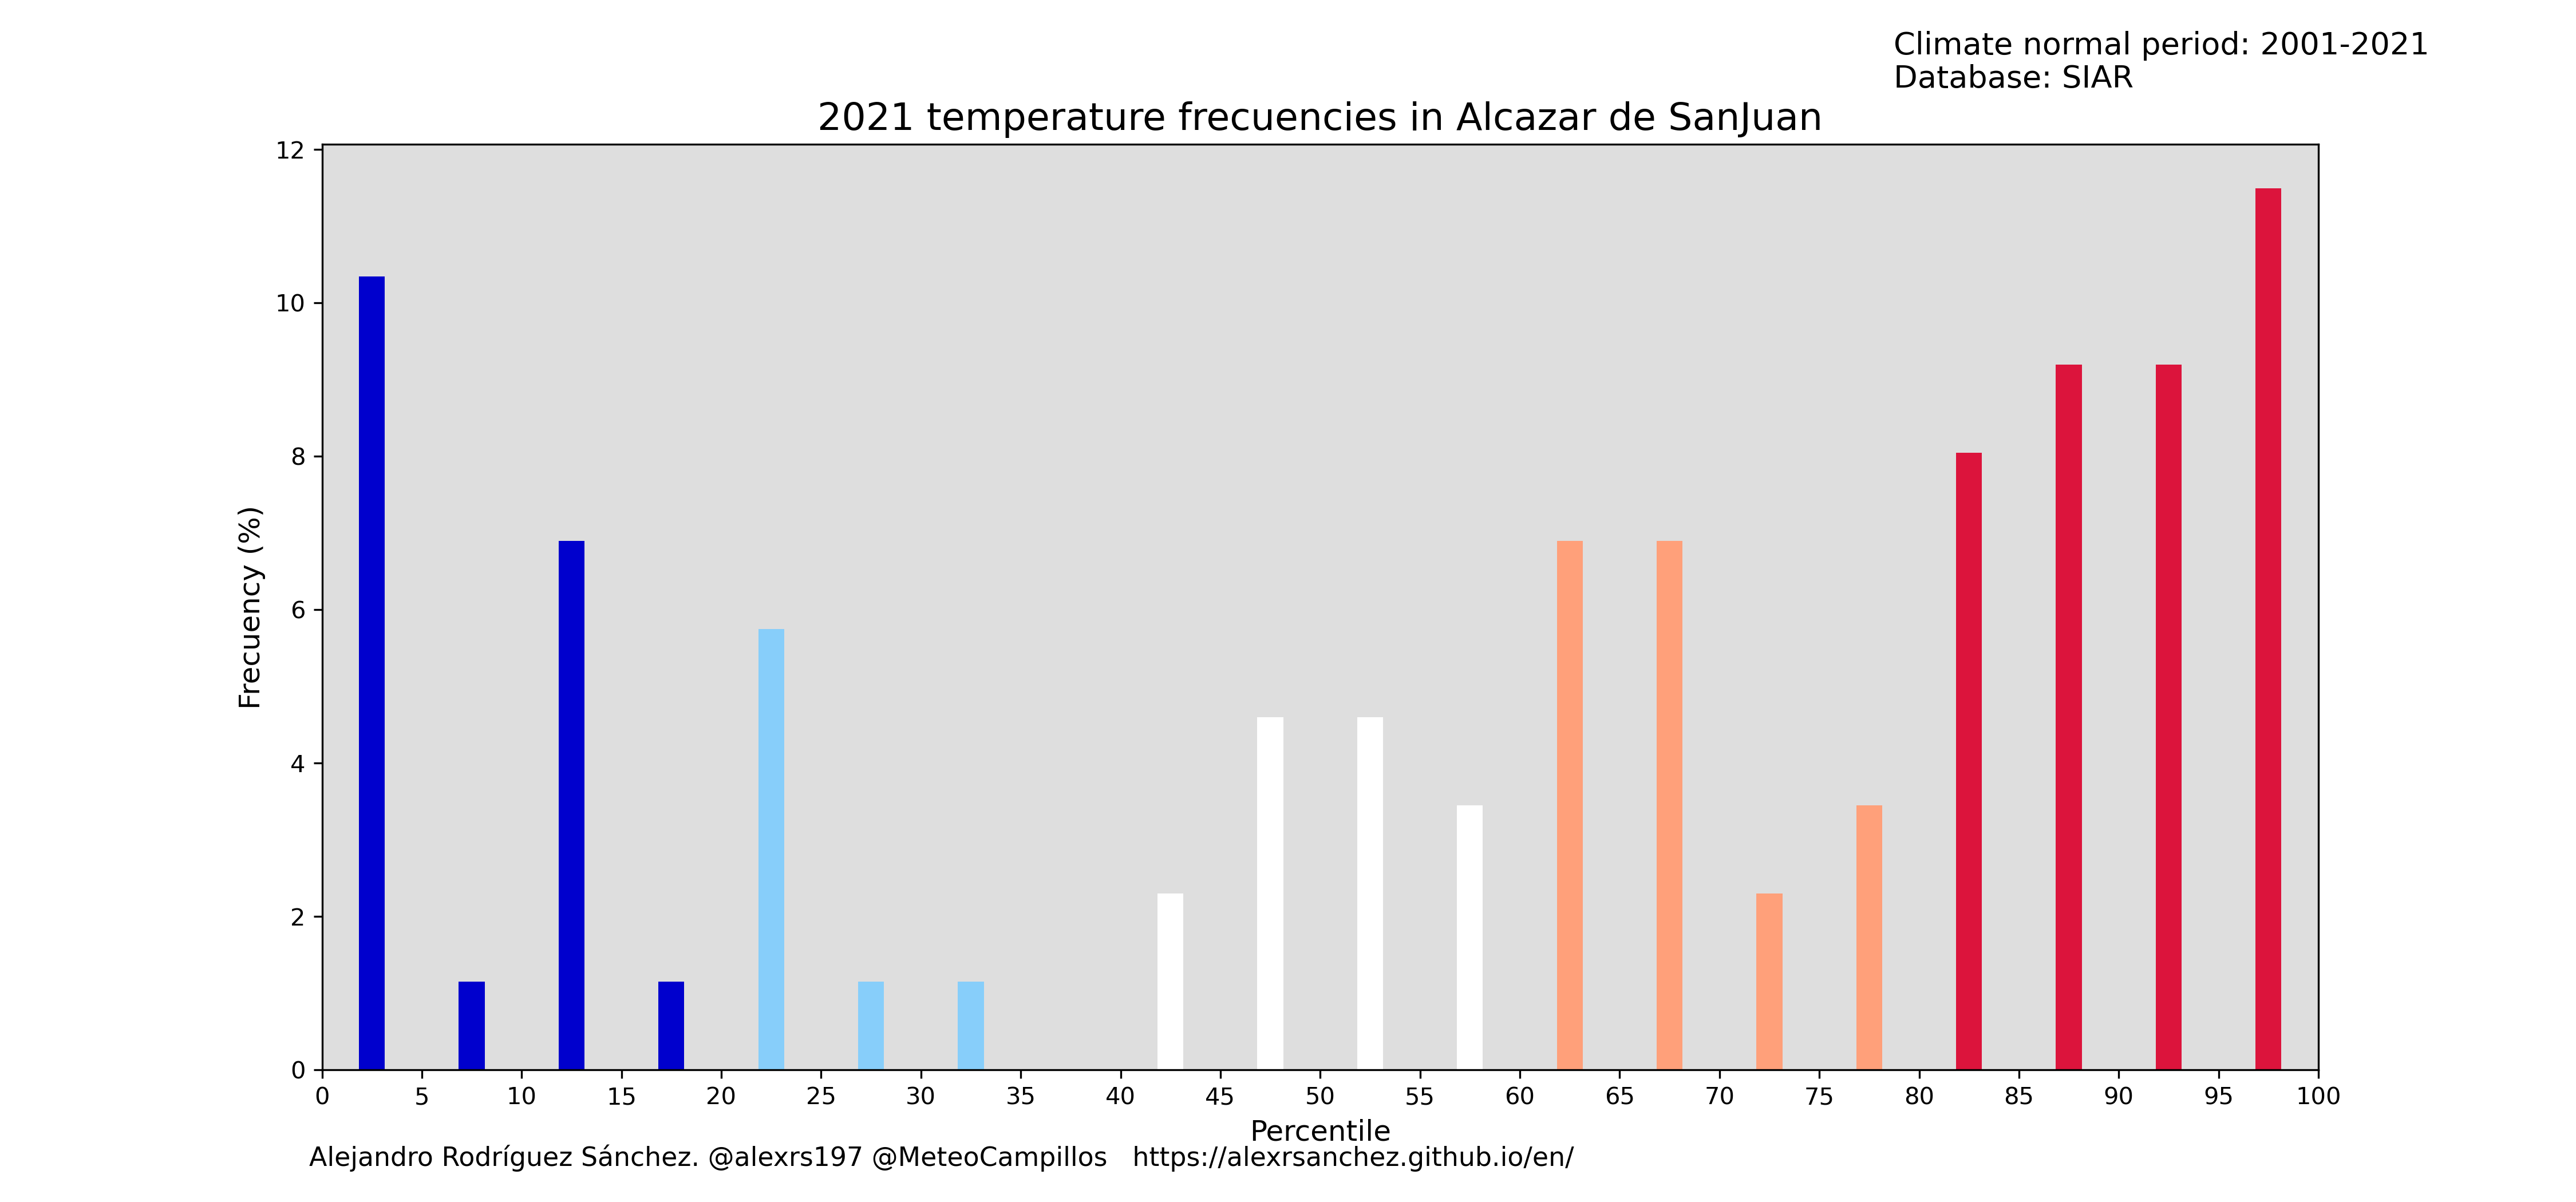 Climate normal period: 2001-2021
Database: SIAR
2021 temperature frecuencies in Alcazar de SanJuan
12
10
8
6
4
2
0
Frecuency (%)
0 5 10 15 20 25 30 35 40 45 50 55 60 65 70 75 80 85 90 95 100
Percentile
Alejandro Rodríguez Sánchez. @alexrs197 @MeteoCampillos https://alexrsanchez.github.io/en/